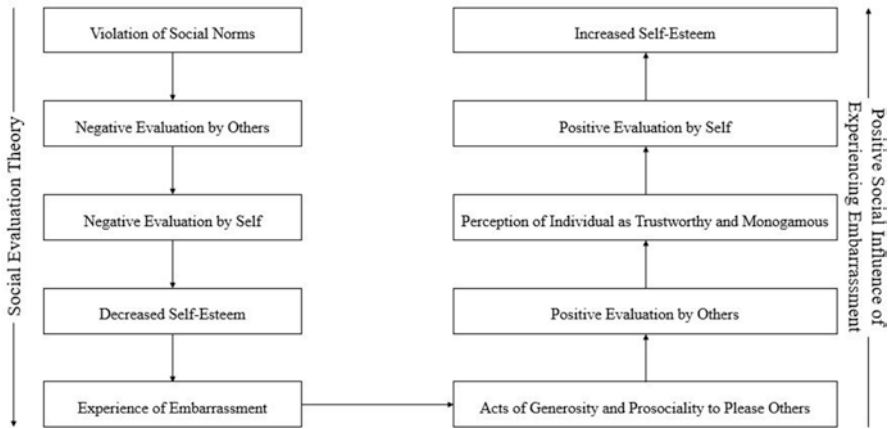 Violation of Social Norms
Negative Evaluation by Others
Negative Evaluation by Self
Decreased Self-Esteem
Experience of Embarrassment
Social Evaluation Theory
Increased Self-Esteem
Positive Evaluation by Self
Perception of Individual as Trustworthy and Monogamous
Positive Evaluation by Others
Acts of Generosity and Prosociality to Please Others
Positive Social Influence of
Experiencing Embarrassment